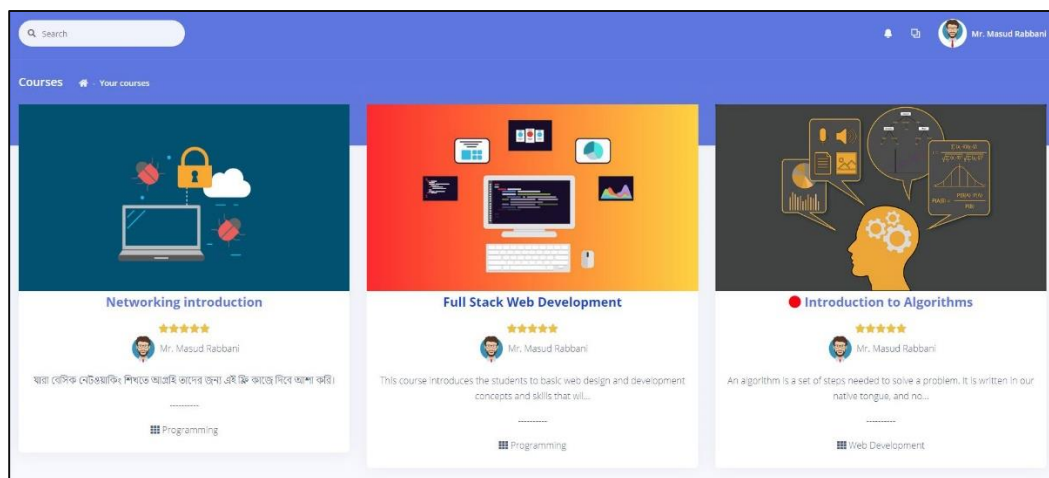 Search
Mr. Masud Rabbani
Courses - Your courses
Networking introduction
Mr. Masud Rabbani
যারা বেসিক নেটওয়ার্কিং শিখতে আগ্রহি তাদের জন্য এই ফ্রি কাজে দিবে আশা করি।
----------
Programming
Full Stack Web Development
Mr. Masud Rabbani
This course introduces the students to basic web design and development
concepts and skills that wil...
----------
Programming
Introduction to Algorithms
Mr. Masud Rabbani
An algorithm is a set of steps needed to solve a problem. It is written in our
native tongue, and no...
----------
Web Development